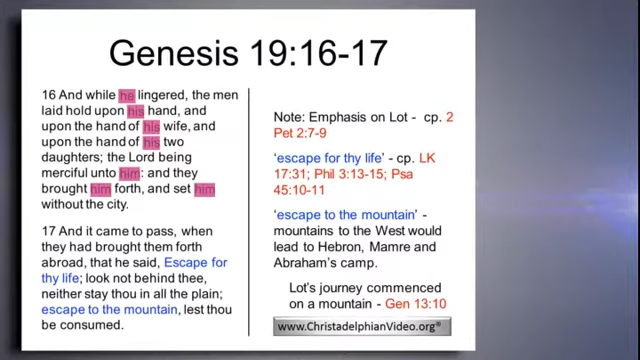 Genesis 19:16-17
16 And while he lingered, the men
laid hold upon his hand, and
upon the hand of his wife, and
upon the hand of his two
daughters; the Lord being
merciful unto him: and they
brought him forth, and set him
without the city.
17 And it came to pass, when
they had brought them forth
abroad, that he said, Escape for
thy life; look not behind thee,
neither stay thou in all the plain;
escape to the mountain, lest thou
be consumed.
Note: Emphasis on Lot - cp. 2
Pet 2:7-9
‘escape for thy life’ - cp. LK
17:31; Phil 3:13-15; Psa
45:10-11
‘escape to the mountain’ -
mountains to the West would
lead to Hebron, Mamre and
Abraham’s camp.
Lot’s journey commenced
on a mountain - Gen 13:10
www.ChristadelphianVideo.org®